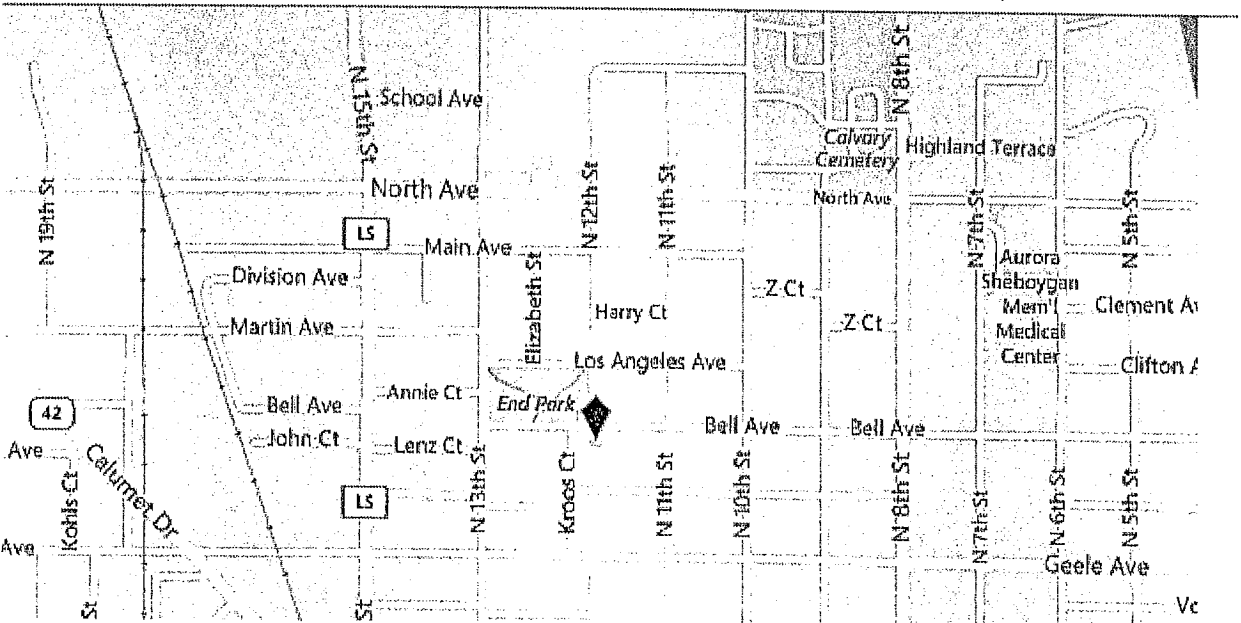 N 8th St
N 15th St
School Ave
Calvary
Cemetery
Highland Terrace
North Ave
North Ave
N 19th St
N 12th St
N 11th St
N 7th St
N 5th St
LS
Main Ave
Division Ave
Elizabeth St
Z Ct
Aurora
Sheboygan
Mem'l
Medical
Center
Harry Ct
Clement Av
Martin Ave
Z Ct
Los Angeles Ave
Clifton A
Annie Ct
End Park
Bell Ave
42
Bell Ave
Bell Ave
John Ct
Lenz Ct
Ave
Calumet Dr
Kohls Ct
LS
N 13th St
Kroos Ct
N 11th St
N 10th St
N 8th St
N 7th St
N 6th St
N 5th St
Ave
Geele Ave
St
St
Vo